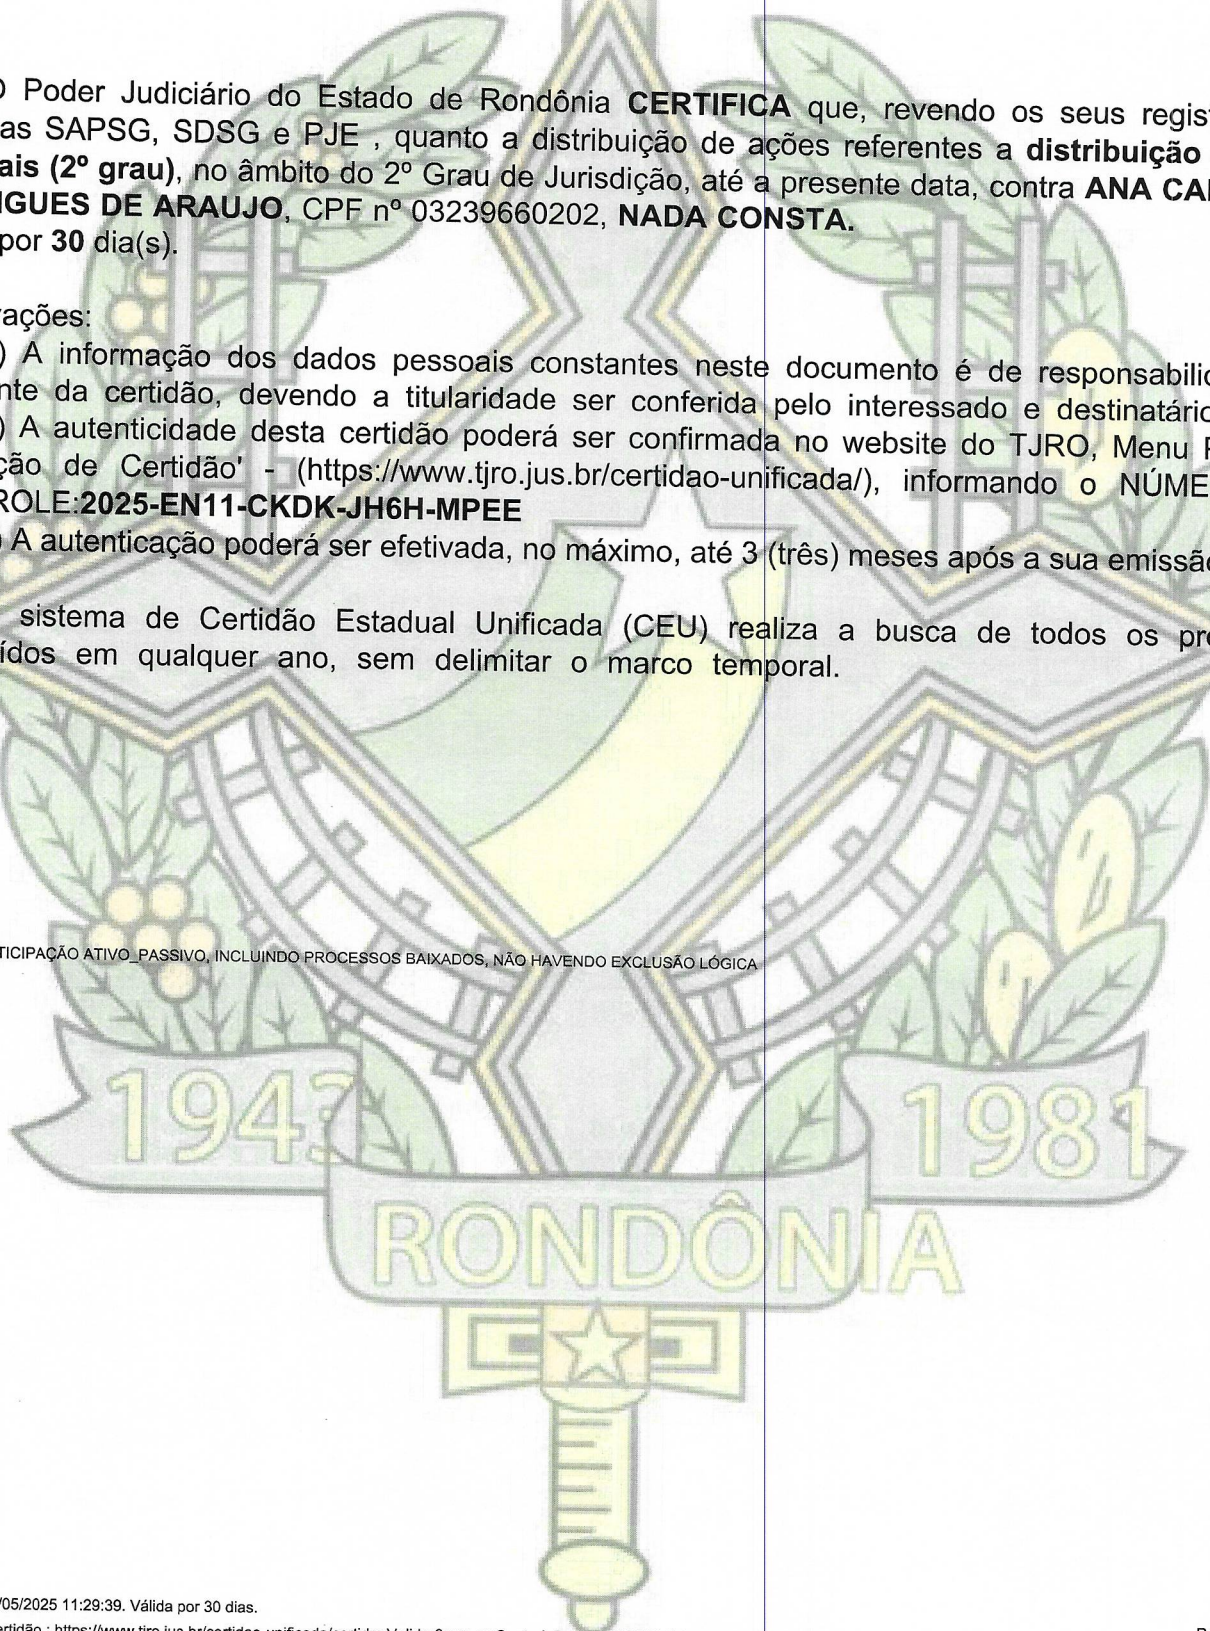 O Poder Judiciário do Estado de Rondônia CERTIFICA que, revendo os seus regist
as SAPSG, SDSG e PJE , quanto a distribuição de ações referentes a distribuição
ais (2º grau), no âmbito do 2º Grau de Jurisdição, até a presente data, contra ANA CA
IGUES DE ARAUJO, CPF nº 03239660202, NADA CONSTA.
por 30 dia(s).
ações:
) A informação dos dados pessoais constantes neste documento é de responsabilid
nte da certidão, devendo a titularidade ser conferida pelo interessado e destinatário
) A autenticidade desta certidão poderá ser confirmada no website do TJRO, Menu
ção de Certidão' - (https://www.tjro.jus.br/certidao-unificada/), informando o NÚME
ROLE:2025-EN11-CKDK-JH6H-MPEE
) A autenticação poderá ser efetivada, no máximo, até 3 (três) meses após a sua emissão
sistema de Certidão Estadual Unificada (CEU) realiza a busca de todos os pro
ídos em qualquer ano, sem delimitar o marco temporal.
TICIPAÇÃO ATIVO_PASSIVO, INCLUINDO PROCESSOS BAIXADOS, NÃO HAVENDO EXCLUSÃO LÓGICA
1943 1981
RONDÔNIA
/05/2025 11:29:39. Válida por 30 dias.